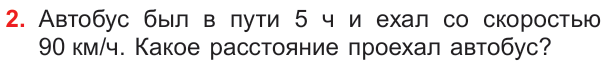 2. Автобус был в пути 5 ч и ехал со скоростью
90 км/ч. Какое расстояние проехал автобус?